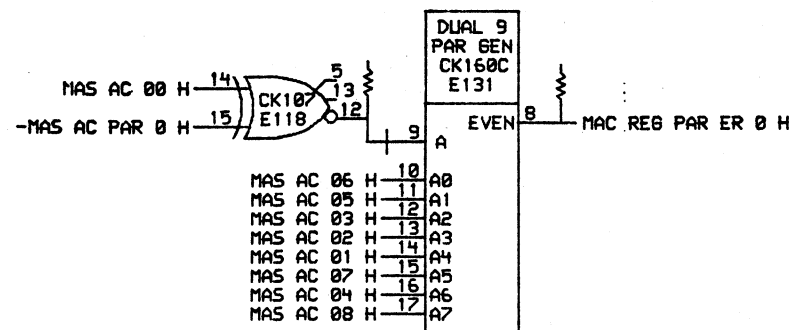 DUAL 9
PAR GEN
CK160C
E131
MAS AC 00 H 14
-MAS AC PAR 0 H 15
CK107
E118
5
13
12
9 A
EVEN 8 MAC REG PAR ER 0 H
MAS AC 06 H 10 A0
MAS AC 05 H 11 A1
MAS AC 03 H 12 A2
MAS AC 02 H 13 A3
MAS AC 01 H 14 A4
MAS AC 07 H 15 A5
MAS AC 04 H 16 A6
MAS AC 08 H 17 A7